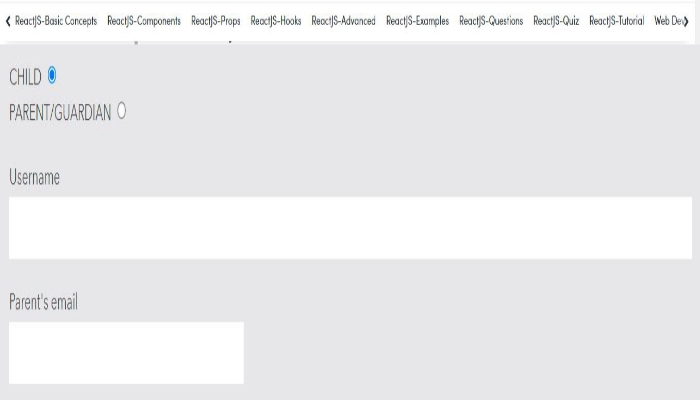 ReactJS-Basic Concepts ReactJS-Components ReactJS-Props ReactJS-Hooks ReactJS-Advanced ReactJS-Examples ReactJS-Questions ReactJS-Quiz ReactJS-Tutorial Web Dev
CHILD
PARENT/GUARDIAN
Username
Parent's email